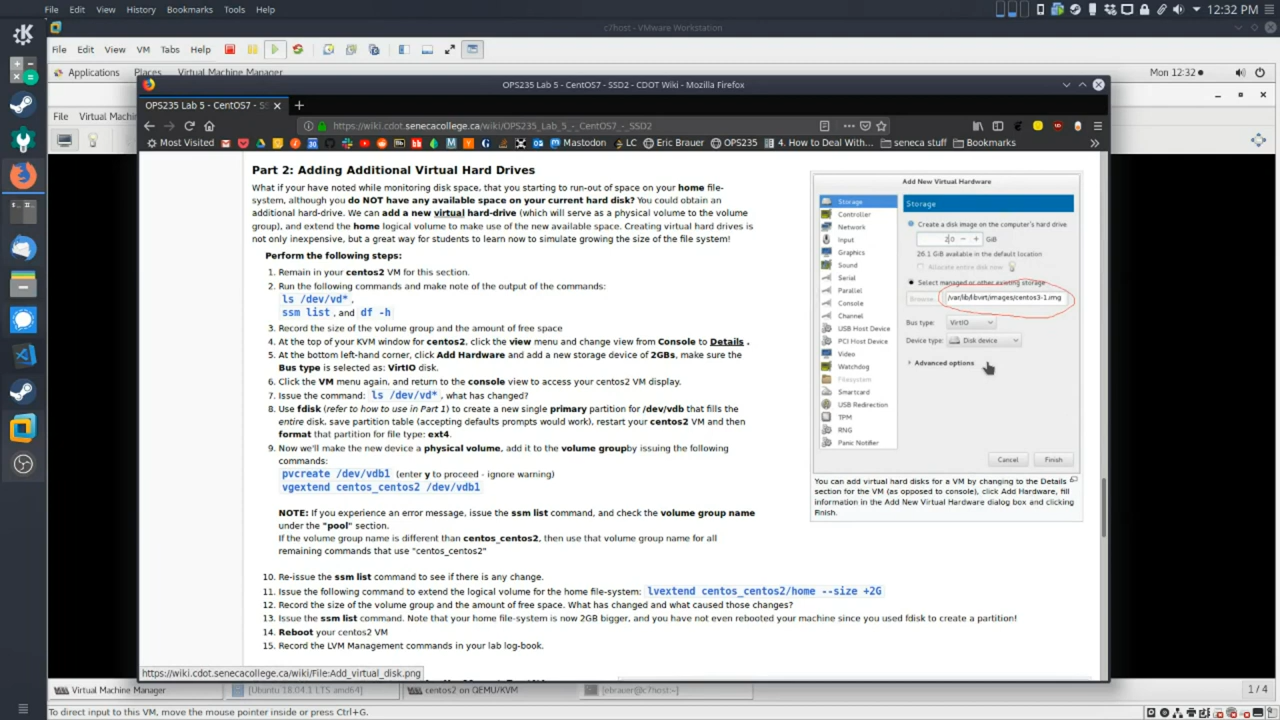 File Edit View History Bookmarks Tools Help
12:32 PM
c7host - VMware Workstation
File Edit View VM Tabs Help
Applications Places Virtual Machine Manager
Mon 12:32
OPS235 Lab 5 - CentOS7 - SSD2 - CDOT Wiki - Mozilla Firefox
OPS235 Lab 5 - CentOS7 - SS
File Virtual Machin
https://wiki.cdot.senecacollege.ca/wiki/OPS235_Lab_5_-_CentOS7_-_SSD2
Most Visited
Mastodon LC Eric Brauer OPS235 4. How to Deal With... seneca stuff Bookmarks
Part 2: Adding Additional Virtual Hard Drives
What if your have noted while monitoring disk space, that you starting to run-out of space on your home file-
system, although you do NOT have any available space on your current hard disk? You could obtain an
additional hard-drive. We can add a new virtual hard-drive (which will serve as a physical volume to the volume
group), and extend the home logical volume to make use of the new available space. Creating virtual hard drives is
not only inexpensive, but a great way for students to learn now to simulate growing the size of the file system!
Perform the following steps:
1. Remain in your centos2 VM for this section.
2. Run the following commands and make note of the output of the commands:
ls /dev/vd* ,
ssm list , and df -h
3. Record the size of the volume group and the amount of free space
4. At the top of your KVM window for centos2, click the view menu and change view from Console to Details .
5. At the bottom left-hand corner, click Add Hardware and add a new storage device of 2GBs, make sure the
Bus type is selected as: VirtIO disk.
6. Click the VM menu again, and return to the console view to access your centos2 VM display.
7. Issue the command: ls /dev/vd* , what has changed?
8. Use fdisk (refer to how to use in Part 1) to create a new single primary partition for /dev/vdb that fills the
entire disk, save partition table (accepting defaults prompts would work), restart your centos2 VM and then
format that partition for file type: ext4.
9. Now we'll make the new device a physical volume, add it to the volume groupby issuing the following
commands:
pvcreate /dev/vdb1 (enter y to proceed - ignore warning)
vgextend centos_centos2 /dev/vdb1
NOTE: If you experience an error message, issue the ssm list command, and check the volume group name
under the "pool" section.
If the volume group name is different than centos_centos2, then use that volume group name for all
remaining commands that use "centos_centos2"
10. Re-issue the ssm list command to see if there is any change.
11. Issue the following command to extend the logical volume for the home file-system: lvextend centos_centos2/home --size +2G
12. Record the size of the volume group and the amount of free space. What has changed and what caused those changes?
13. Issue the ssm list command. Note that your home file-system is now 2GB bigger, and you have not even rebooted your machine since you used fdisk to create a partition!
14. Reboot your centos2 VM
15. Record the LVM Management commands in your lab log-book.
Add New Virtual Hardware
Storage
Controller
Network
Input
Graphics
Sound
Serial
Parallel
Console
Channel
USB Host Device
PCI Host Device
Video
Watchdog
Filesystem
Smartcard
USB Redirection
TPM
RNG
Panic Notifier
Storage
Create a disk image on the computer's hard drive
2.0 - + GiB
26.1 GiB available in the default location
Allocate entire disk now
Select managed or other existing storage
Browse... /var/lib/libvirt/images/centos3-1.img
Bus type: VirtIO
Device type: Disk device
Advanced options
Cancel Finish
You can add virtual hard disks for a VM by changing to the Details
section for the VM (as opposed to console), click Add Hardware, fill
information in the Add New Virtual Hardware dialog box and clicking
Finish.
https://wiki.cdot.senecacollege.ca/wiki/File:Add_virtual_disk.png
Virtual Machine Manager [Ubuntu 18.04.1 LTS amd64] centos2 on QEMU/KVM [ebrauer@c7host:~] 1 / 4
To direct input to this VM, move the mouse pointer inside or press Ctrl+G.